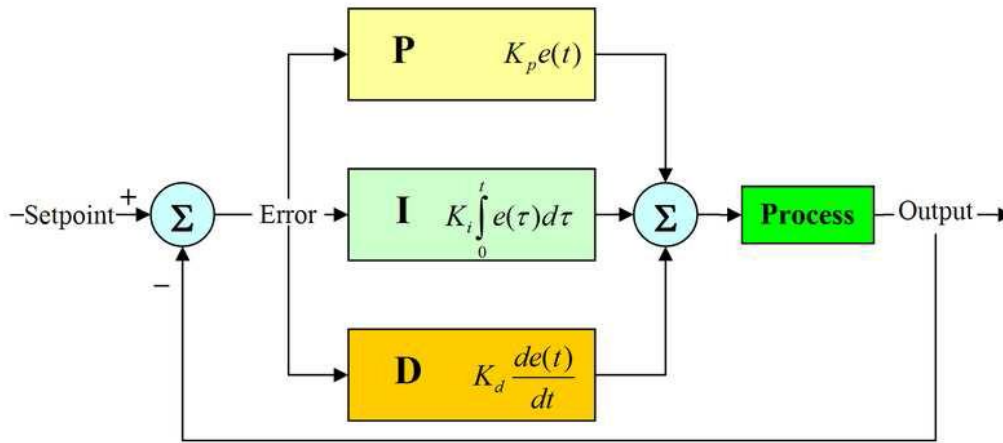 P K_p e(t)
Setpoint + Σ Error I K_i ∫_0^t e(τ)dτ Σ Process Output
−
D K_d de(t)/dt